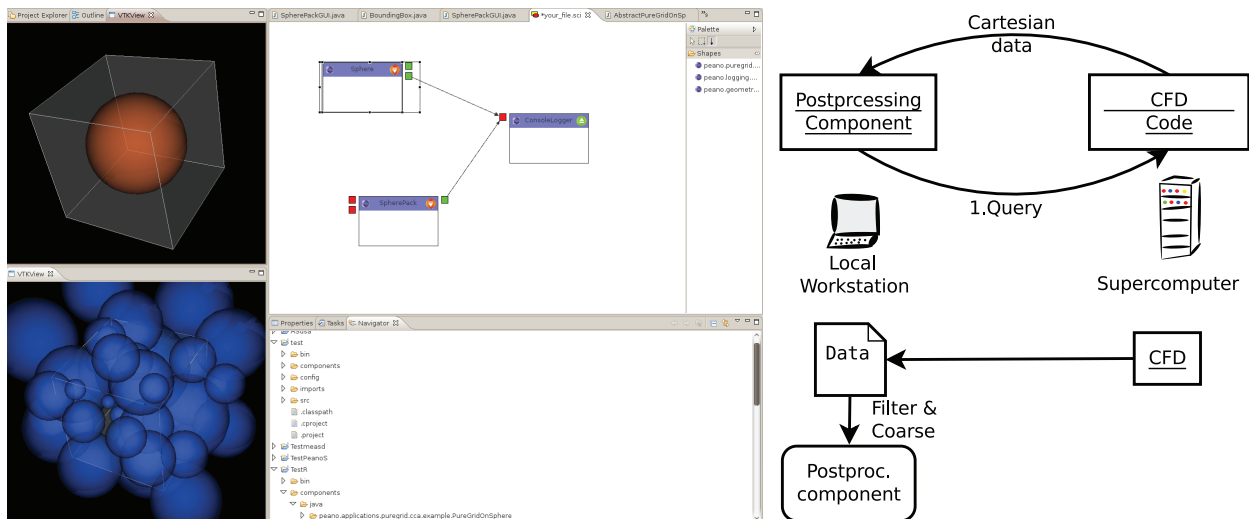 Project Explorer
Outline
VTKView
SpherePackGUI.java
BoundingBox.java
SpherePackGUI.java
*your_file.sci
AbstractPureGridOnSp
Palette
Shapes
peano.puregrid....
peano.logging....
peano.geometr...
Sphere
ConsoleLogger
SpherePack
VTKView
Properties
Tasks
Navigator
test
bin
components
config
imports
src
.classpath
.cproject
.project
Testmeasd
TestPeanoS
TestR
bin
components
java
peano.applications.puregrid.cca.example.PureGridOnSphere
Cartesian
data
Postprcessing
Component
CFD
Code
1.Query
Local
Workstation
Supercomputer
Data
CFD
Filter &
Coarse
Postproc.
component